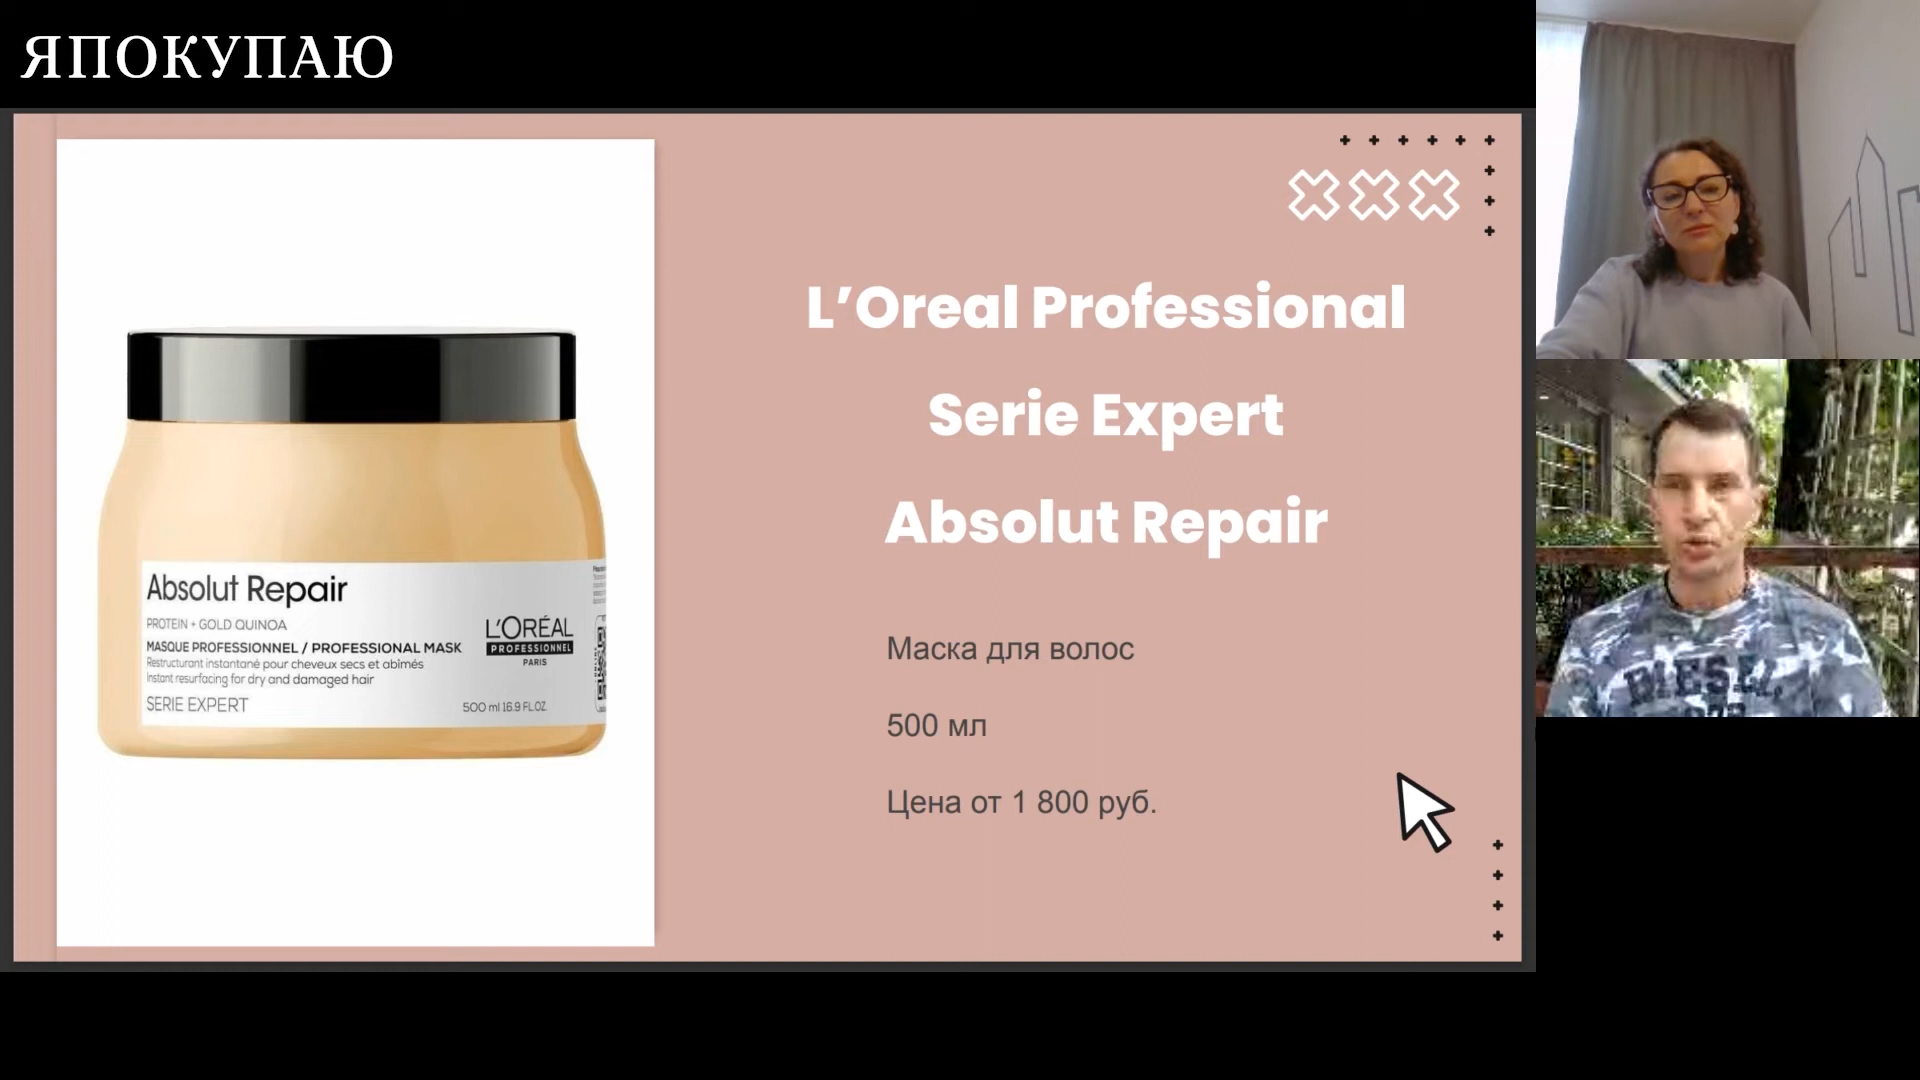 ЯПОКУПАЮ
L’Oreal Professional
Serie Expert
Absolut Repair
Маска для волос
500 мл
Цена от 1 800 руб.
Absolut Repair
PROTEIN + GOLD QUINOA
MASQUE PROFESSIONNEL / PROFESSIONAL MASK
Restructurant instantané pour cheveux secs et abîmés
Instant resurfacing for dry and damaged hair
SERIE EXPERT
500 ml 16.9 FL.OZ.
L'ORÉAL
PROFESSIONNEL
PARIS
DIESEL